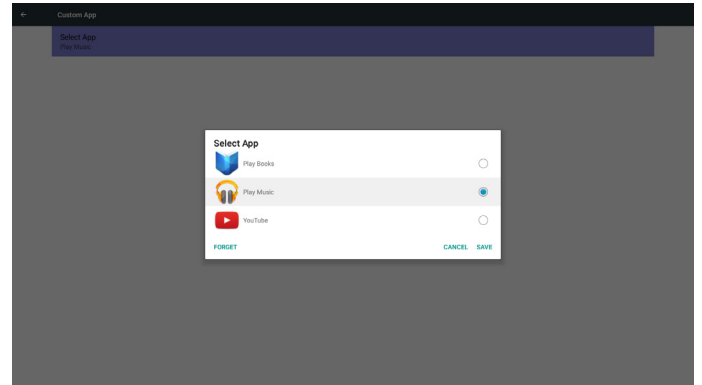 Custom App
Select App
Play Music
Select App
Play Books
Play Music
YouTube
FORGET CANCEL SAVE